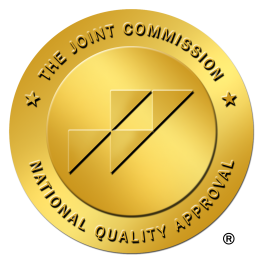 THE JOINT COMMISSION
NATIONAL QUALITY APPROVAL
®